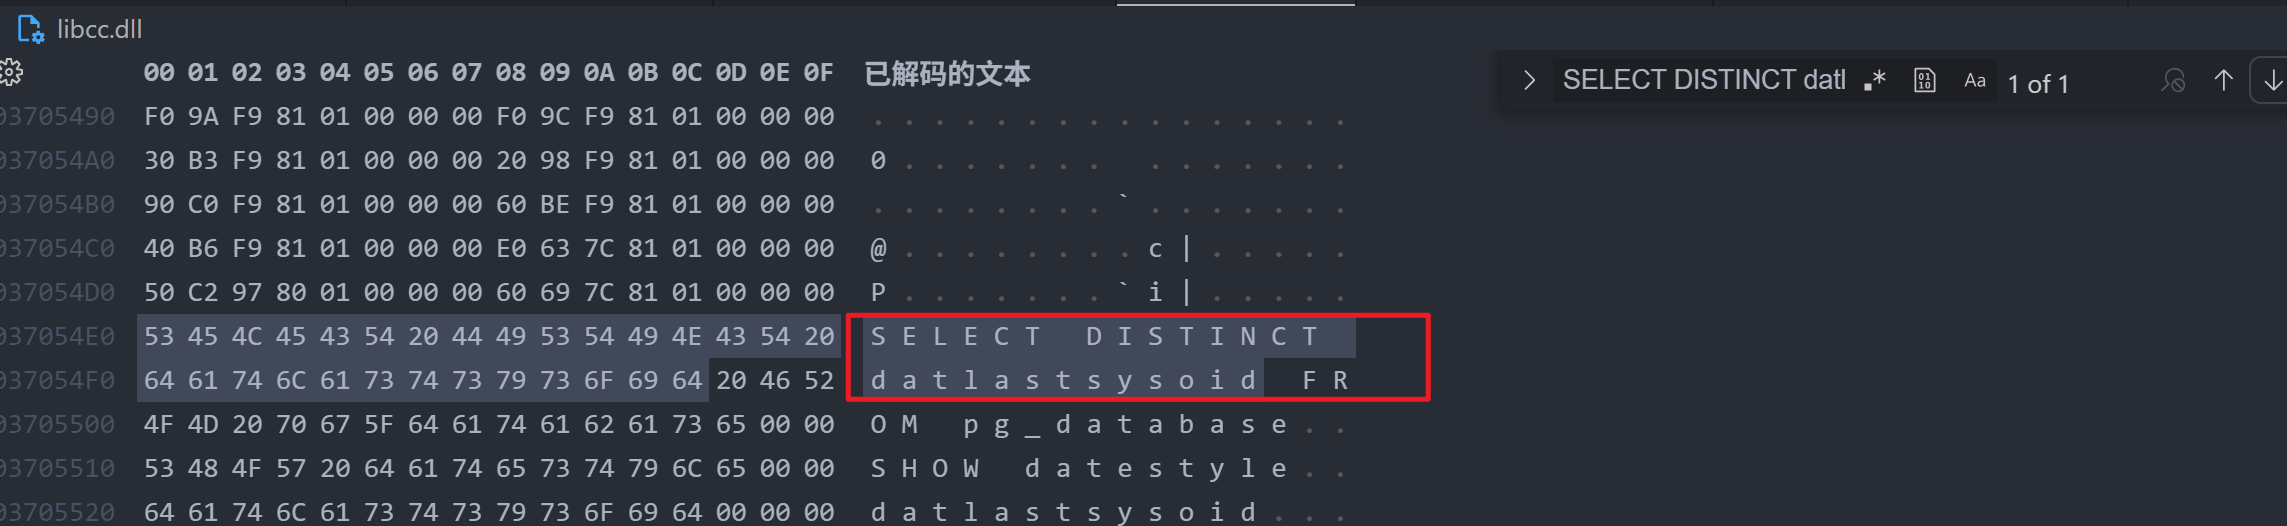 libcc.dll
00 01 02 03 04 05 06 07 08 09 0A 0B 0C 0D 0E 0F 已解码的文本
SELECT DISTINCT datl .* Aa 1 of 1
03705490 F0 9A F9 81 01 00 00 00 F0 9C F9 81 01 00 00 00 . . . . . . . . . . . . . . . .
037054A0 30 B3 F9 81 01 00 00 00 20 98 F9 81 01 00 00 00 0 . . . . . . .   . . . . . . .
037054B0 90 C0 F9 81 01 00 00 00 60 BE F9 81 01 00 00 00 . . . . . . . . ` . . . . . . .
037054C0 40 B6 F9 81 01 00 00 00 E0 63 7C 81 01 00 00 00 @ . . . . . . . . c | . . . . .
037054D0 50 C2 97 80 01 00 00 00 60 69 7C 81 01 00 00 00 P . . . . . . . ` i | . . . . .
037054E0 53 45 4C 45 43 54 20 44 49 53 54 49 4E 43 54 20 S E L E C T   D I S T I N C T
037054F0 64 61 74 6C 61 73 74 73 79 73 6F 69 64 20 46 52 d a t l a s t s y s o i d   F R
03705500 4F 4D 20 70 67 5F 64 61 74 61 62 61 73 65 00 00 O M   p g _ d a t a b a s e . .
03705510 53 48 4F 57 20 64 61 74 65 73 74 79 6C 65 00 00 S H O W   d a t e s t y l e . .
03705520 64 61 74 6C 61 73 74 73 79 73 6F 69 64 00 00 00 d a t l a s t s y s o i d . . .